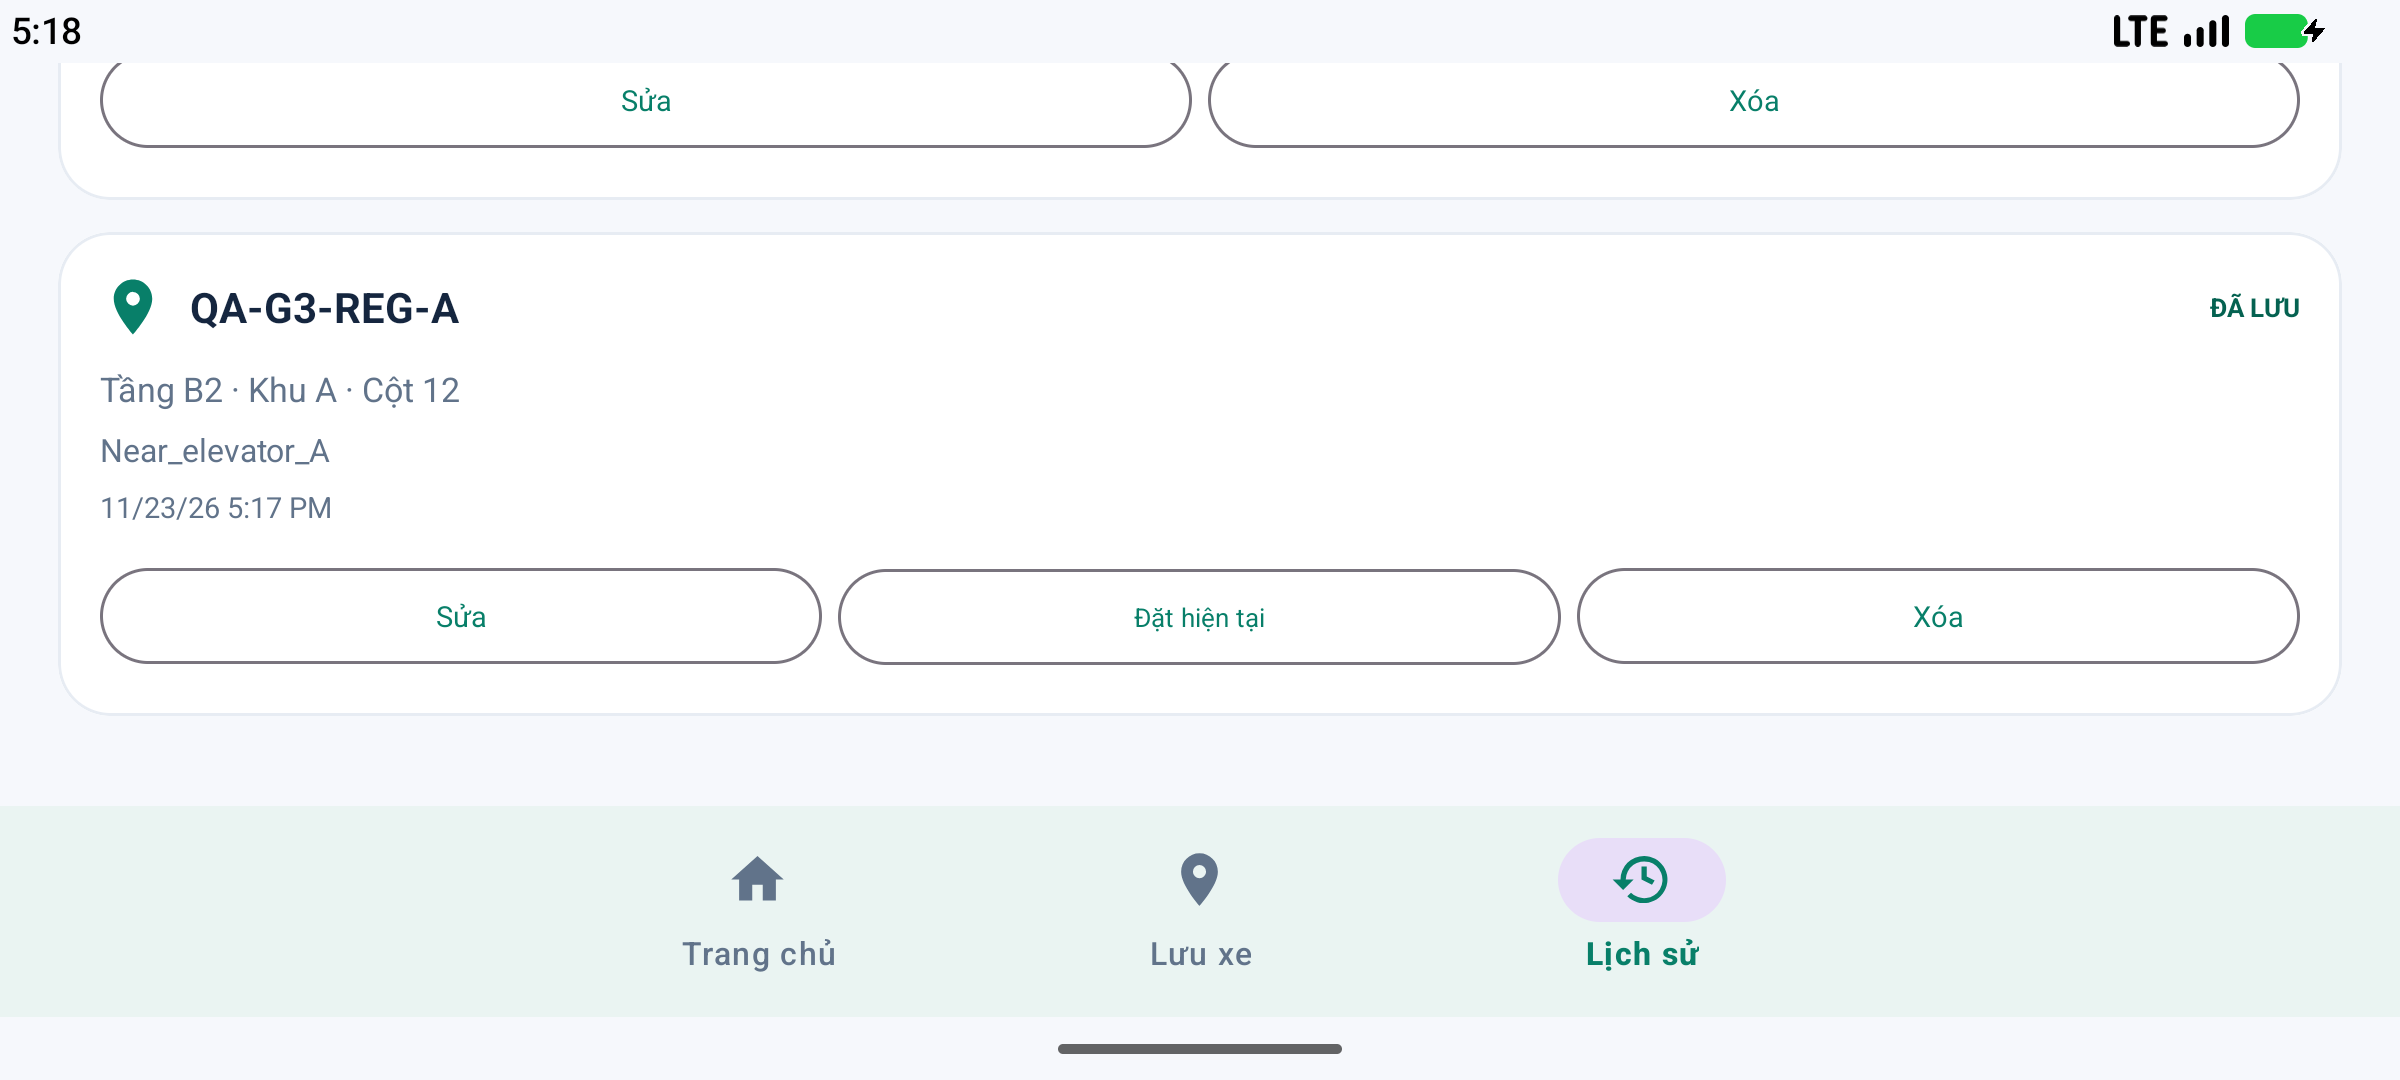 5:18 LTE
Sửa Xóa
QA-G3-REG-A ĐÃ LƯU
Tầng B2 · Khu A · Cột 12
Near_elevator_A
11/23/26 5:17 PM
Sửa Đặt hiện tại Xóa
Trang chủ Lưu xe Lịch sử